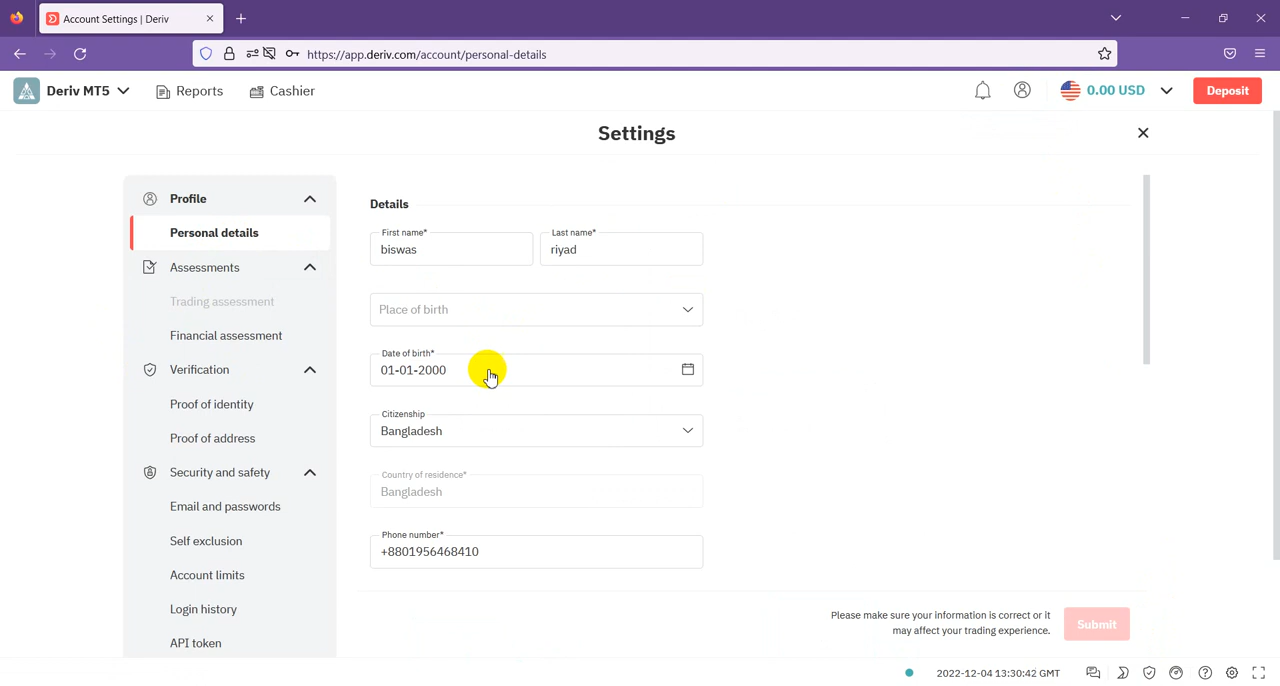 Account Settings | Deriv
https://app.deriv.com/account/personal-details
Deriv MT5
Reports
Cashier
0.00 USD
Deposit
Settings
Profile
Personal details
Assessments
Trading assessment
Financial assessment
Verification
Proof of identity
Proof of address
Security and safety
Email and passwords
Self exclusion
Account limits
Login history
API token
Details
First name*
biswas
Last name*
riyad
Place of birth
Date of birth*
01-01-2000
Citizenship
Bangladesh
Country of residence*
Bangladesh
Phone number*
+8801956468410
Please make sure your information is correct or it
may affect your trading experience.
Submit
2022-12-04 13:30:42 GMT